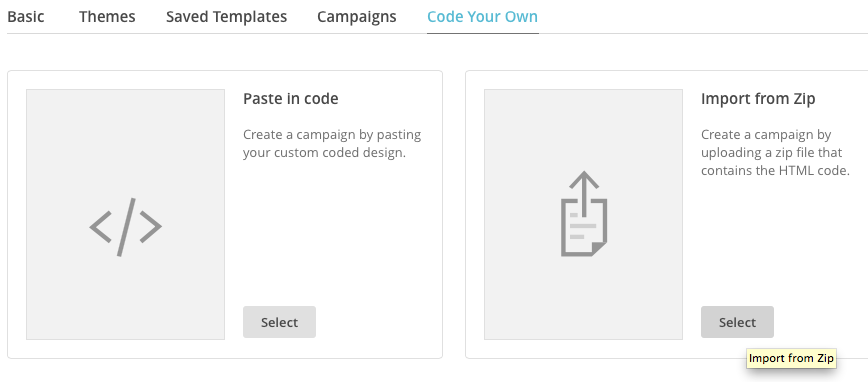 Basic Themes Saved Templates Campaigns Code Your Own
Paste in code
Create a campaign by pasting
your custom coded design.
Select
Import from Zip
Create a campaign by
uploading a zip file that
contains the HTML code.
Select
Import from Zip